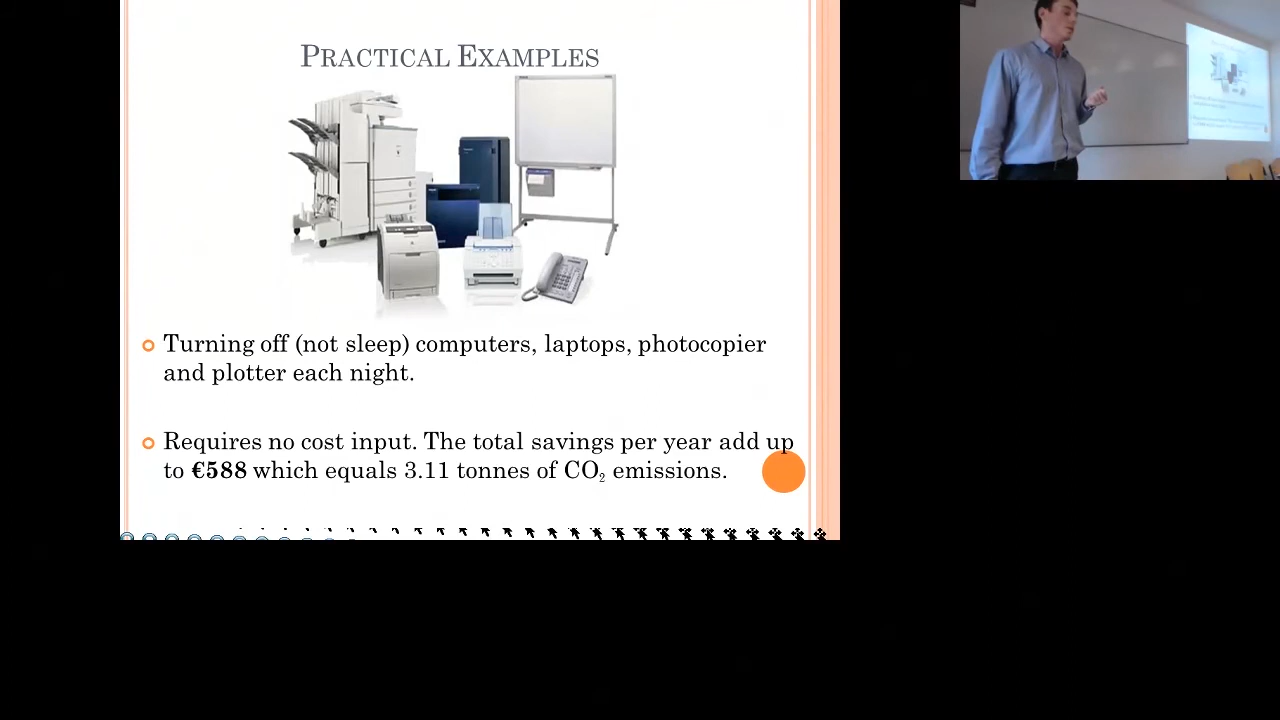 PRACTICAL EXAMPLES
Turning off (not sleep) computers, laptops, photocopier
and plotter each night.
Requires no cost input. The total savings per year add up
to €588 which equals 3.11 tonnes of CO₂ emissions.